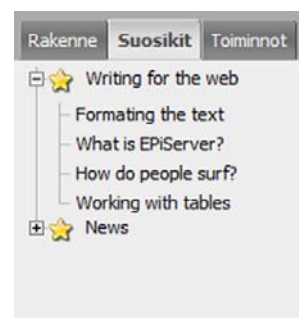 Rakenne Suosikit Toiminnot
Writing for the web
Formating the text
What is EPiServer?
How do people surf?
Working with tables
News